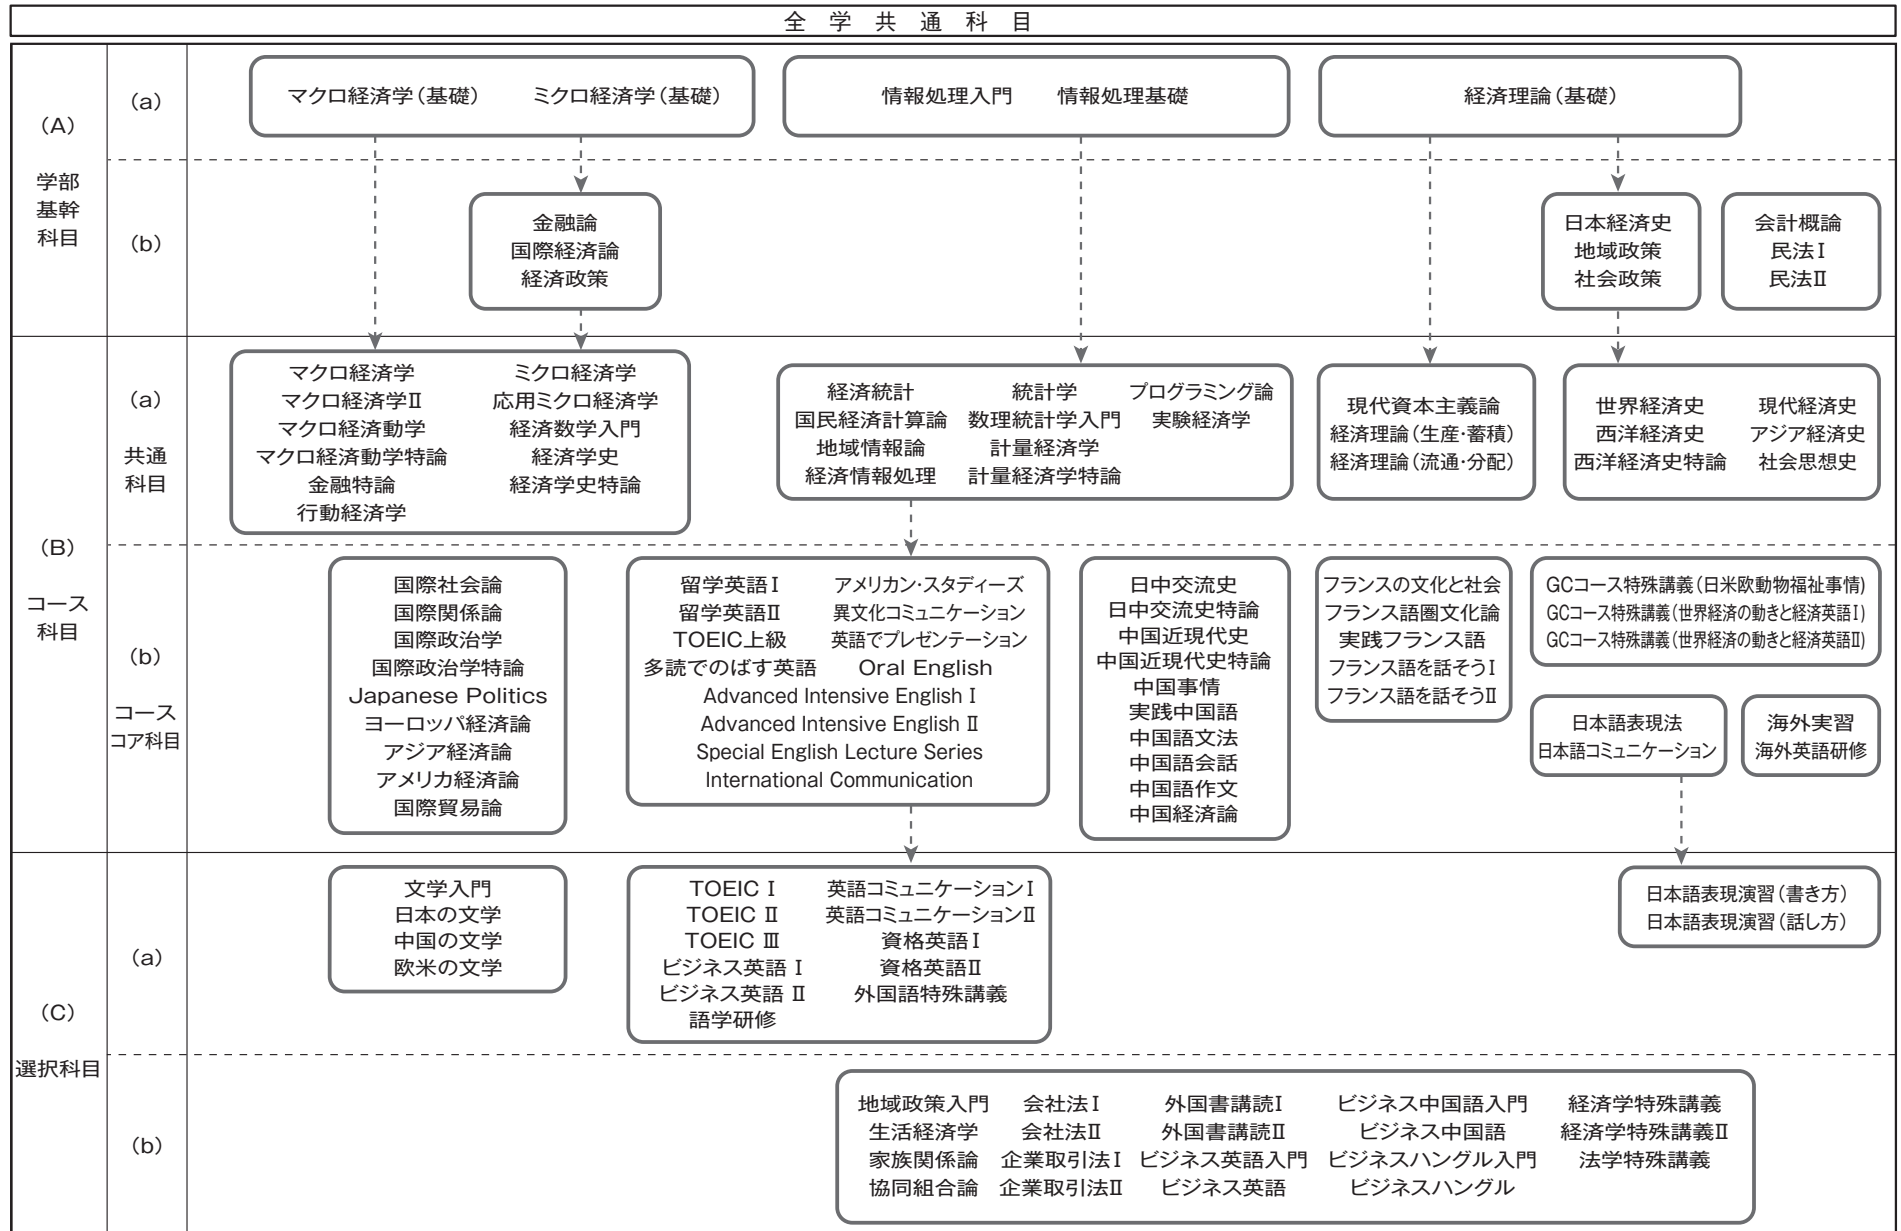 全学共通科目
(A)
学部
基幹
科目
(a)
マクロ経済学(基礎) ミクロ経済学(基礎)
情報処理入門 情報処理基礎
経済理論(基礎)
(b)
金融論
国際経済論
経済政策
日本経済史
地域政策
社会政策
会計概論
民法Ⅰ
民法Ⅱ
(B)
コース
科目
(a)
共通
科目
マクロ経済学 ミクロ経済学
マクロ経済学Ⅱ 応用ミクロ経済学
マクロ経済動学 経済数学入門
マクロ経済動学特論 経済学史
金融特論 経済学史特論
行動経済学
経済統計 統計学 プログラミング論
国民経済計算論 数理統計学入門 実験経済学
地域情報論 計量経済学
経済情報処理 計量経済学特論
現代資本主義論
経済理論(生産・蓄積)
経済理論(流通・分配)
世界経済史 現代経済史
西洋経済史 アジア経済史
西洋経済史特論 社会思想史
(b)
コース
コア科目
国際社会論
国際関係論
国際政治学
国際政治学特論
Japanese Politics
ヨーロッパ経済論
アジア経済論
アメリカ経済論
国際貿易論
留学英語Ⅰ アメリカン・スタディーズ
留学英語Ⅱ 異文化コミュニケーション
TOEIC上級 英語でプレゼンテーション
多読でのばす英語 Oral English
Advanced Intensive English Ⅰ
Advanced Intensive English Ⅱ
Special English Lecture Series
International Communication
日中交流史
日中交流史特論
中国近現代史
中国近現代史特論
中国事情
実践中国語
中国語文法
中国語会話
中国語作文
中国経済論
フランスの文化と社会
フランス語圏文化論
実践フランス語
フランス語を話そうⅠ
フランス語を話そうⅡ
GCコース特殊講義(日米欧動物福祉事情)
GCコース特殊講義(世界経済の動きと経済英語Ⅰ)
GCコース特殊講義(世界経済の動きと経済英語Ⅱ)
日本語表現法
日本語コミュニケーション
海外実習
海外英語研修
(C)
選択科目
(a)
文学入門
日本の文学
中国の文学
欧米の文学
TOEIC Ⅰ 英語コミュニケーションⅠ
TOEIC Ⅱ 英語コミュニケーションⅡ
TOEIC Ⅲ 資格英語Ⅰ
ビジネス英語 Ⅰ 資格英語Ⅱ
ビジネス英語 Ⅱ 外国語特殊講義
語学研修
日本語表現演習(書き方)
日本語表現演習(話し方)
(b)
地域政策入門 会社法Ⅰ 外国書講読Ⅰ ビジネス中国語入門 経済学特殊講義
生活経済学 会社法Ⅱ 外国書講読Ⅱ ビジネス中国語 経済学特殊講義Ⅱ
家族関係論 企業取引法Ⅰ ビジネス英語入門 ビジネスハングル入門 法学特殊講義
協同組合論 企業取引法Ⅱ ビジネス英語 ビジネスハングル